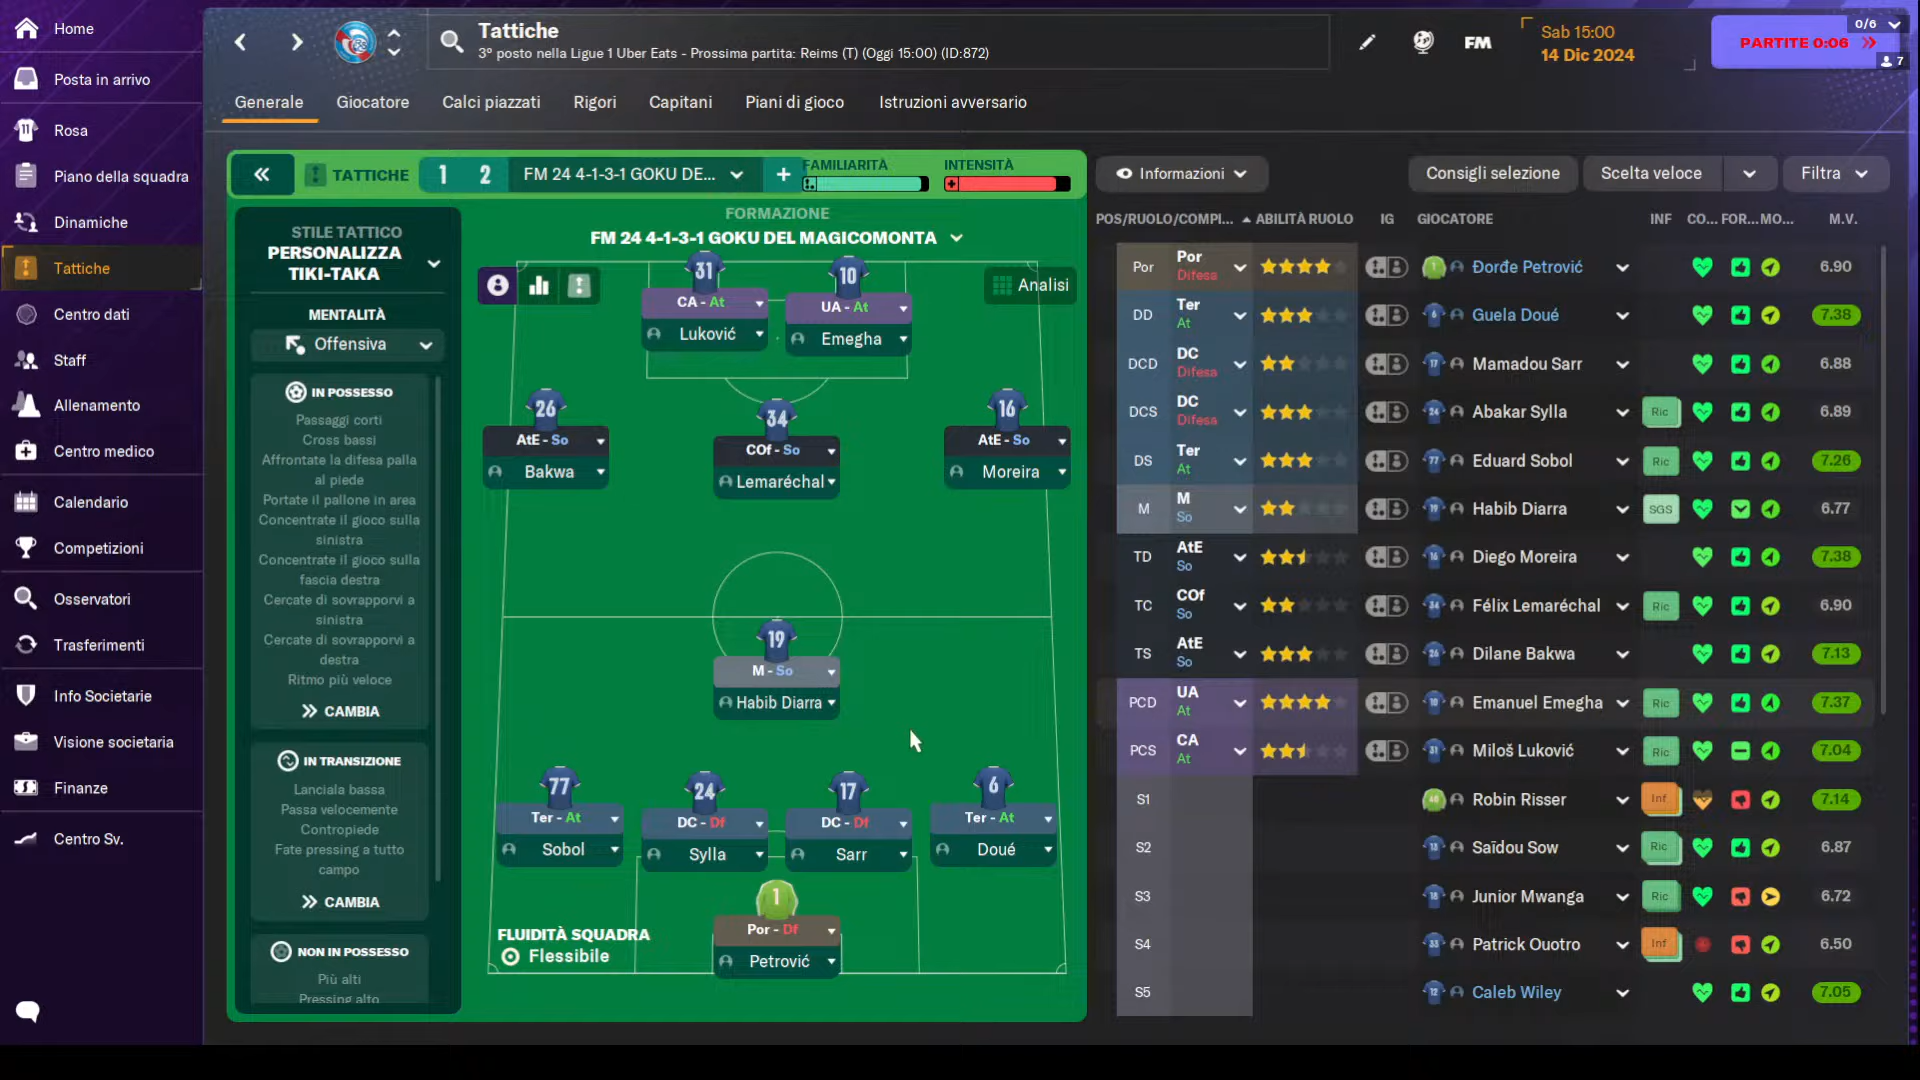 Home
Posta in arrivo
Rosa
Piano della squadra
Dinamiche
Tattiche
Centro dati
Staff
Allenamento
Centro medico
Calendario
Competizioni
Osservatori
Trasferimenti
Info Societarie
Visione societaria
Finanze
Centro Sv.
Tattiche
3º posto nella Ligue 1 Uber Eats - Prossima partita: Reims (T) (Oggi 15:00) (ID:872)
FM
Sab 15:00
14 Dic 2024
PARTITE 0:06
0/6
7
Generale
Giocatore
Calci piazzati
Rigori
Capitani
Piani di gioco
Istruzioni avversario
TATTICHE
1
2
FM 24 4-1-3-1 GOKU DE...
FAMILIARITÀ
INTENSITÀ
STILE TATTICO
PERSONALIZZA
TIKI-TAKA
MENTALITÀ
Offensiva
IN POSSESSO
Passaggi corti
Cross bassi
Affrontate la difesa palla
al piede
Portate il pallone in area
Concentrate il gioco sulla
sinistra
Concentrate il gioco sulla
fascia destra
Cercate di sovrapporvi a
sinistra
Cercate di sovrapporvi a
destra
Ritmo più veloce
CAMBIA
IN TRANSIZIONE
Lanciala bassa
Passa velocemente
Contropiede
Fate pressing a tutto
campo
CAMBIA
NON IN POSSESSO
Più alti
Pressing alto
FORMAZIONE
FM 24 4-1-3-1 GOKU DEL MAGICOMONTA
Analisi
31
CA - At
Luković
10
UA - At
Emegha
26
AtE - So
Bakwa
34
COf - So
Lemaréchal
16
AtE - So
Moreira
19
M - So
Habib Diarra
77
Ter - At
Sobol
24
DC - Df
Sylla
17
DC - Df
Sarr
6
Ter - At
Doué
1
Por - Df
Petrović
FLUIDITÀ SQUADRA
Flessibile
Informazioni
Consigli selezione
Scelta veloce
Filtra
POS/RUOLO/COMPI... ABILITÀ RUOLO IG GIOCATORE INF CO... FOR... MO... M.V.
Por Por Difesa 1 Đorđe Petrović 6.90
DD Ter At 6 Guela Doué 7.38
DCD DC Difesa 17 Mamadou Sarr 6.88
DCS DC Difesa 24 Abakar Sylla Ric 6.89
DS Ter At 77 Eduard Sobol Ric 7.26
M M So 19 Habib Diarra SGS 6.77
TD AtE So 16 Diego Moreira 7.38
TC COf So 34 Félix Lemaréchal Ric 6.90
TS AtE So 26 Dilane Bakwa 7.13
PCD UA At 10 Emanuel Emegha Ric 7.37
PCS CA At 31 Miloš Luković Ric 7.04
S1 40 Robin Risser Inf 7.14
S2 Saïdou Sow Ric 6.87
S3 18 Junior Mwanga Ric 6.72
S4 Patrick Ouotro Inf 6.50
S5 12 Caleb Wiley 7.05